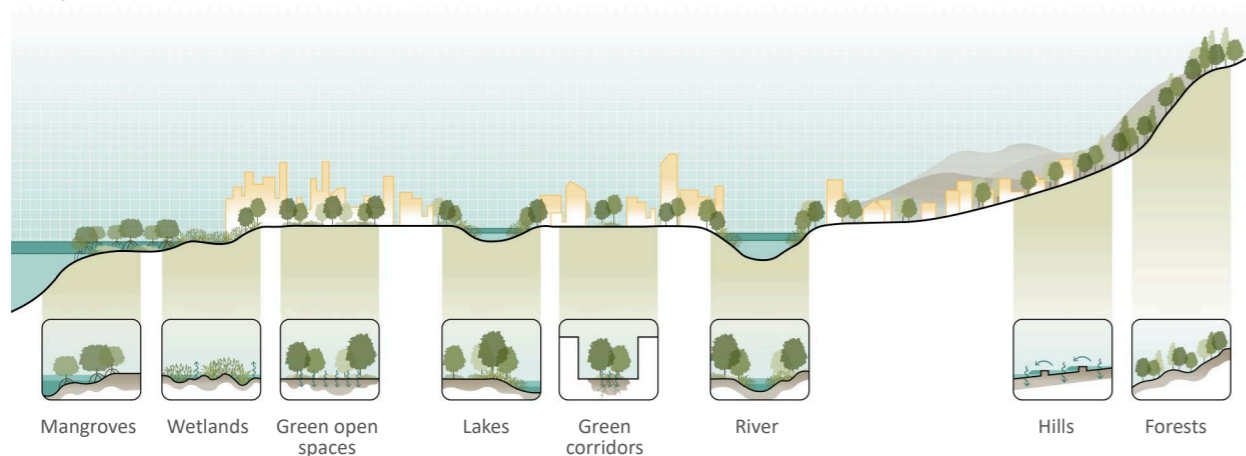 Mangroves
Wetlands
Green open
spaces
Lakes
Green
corridors
River
Hills
Forests